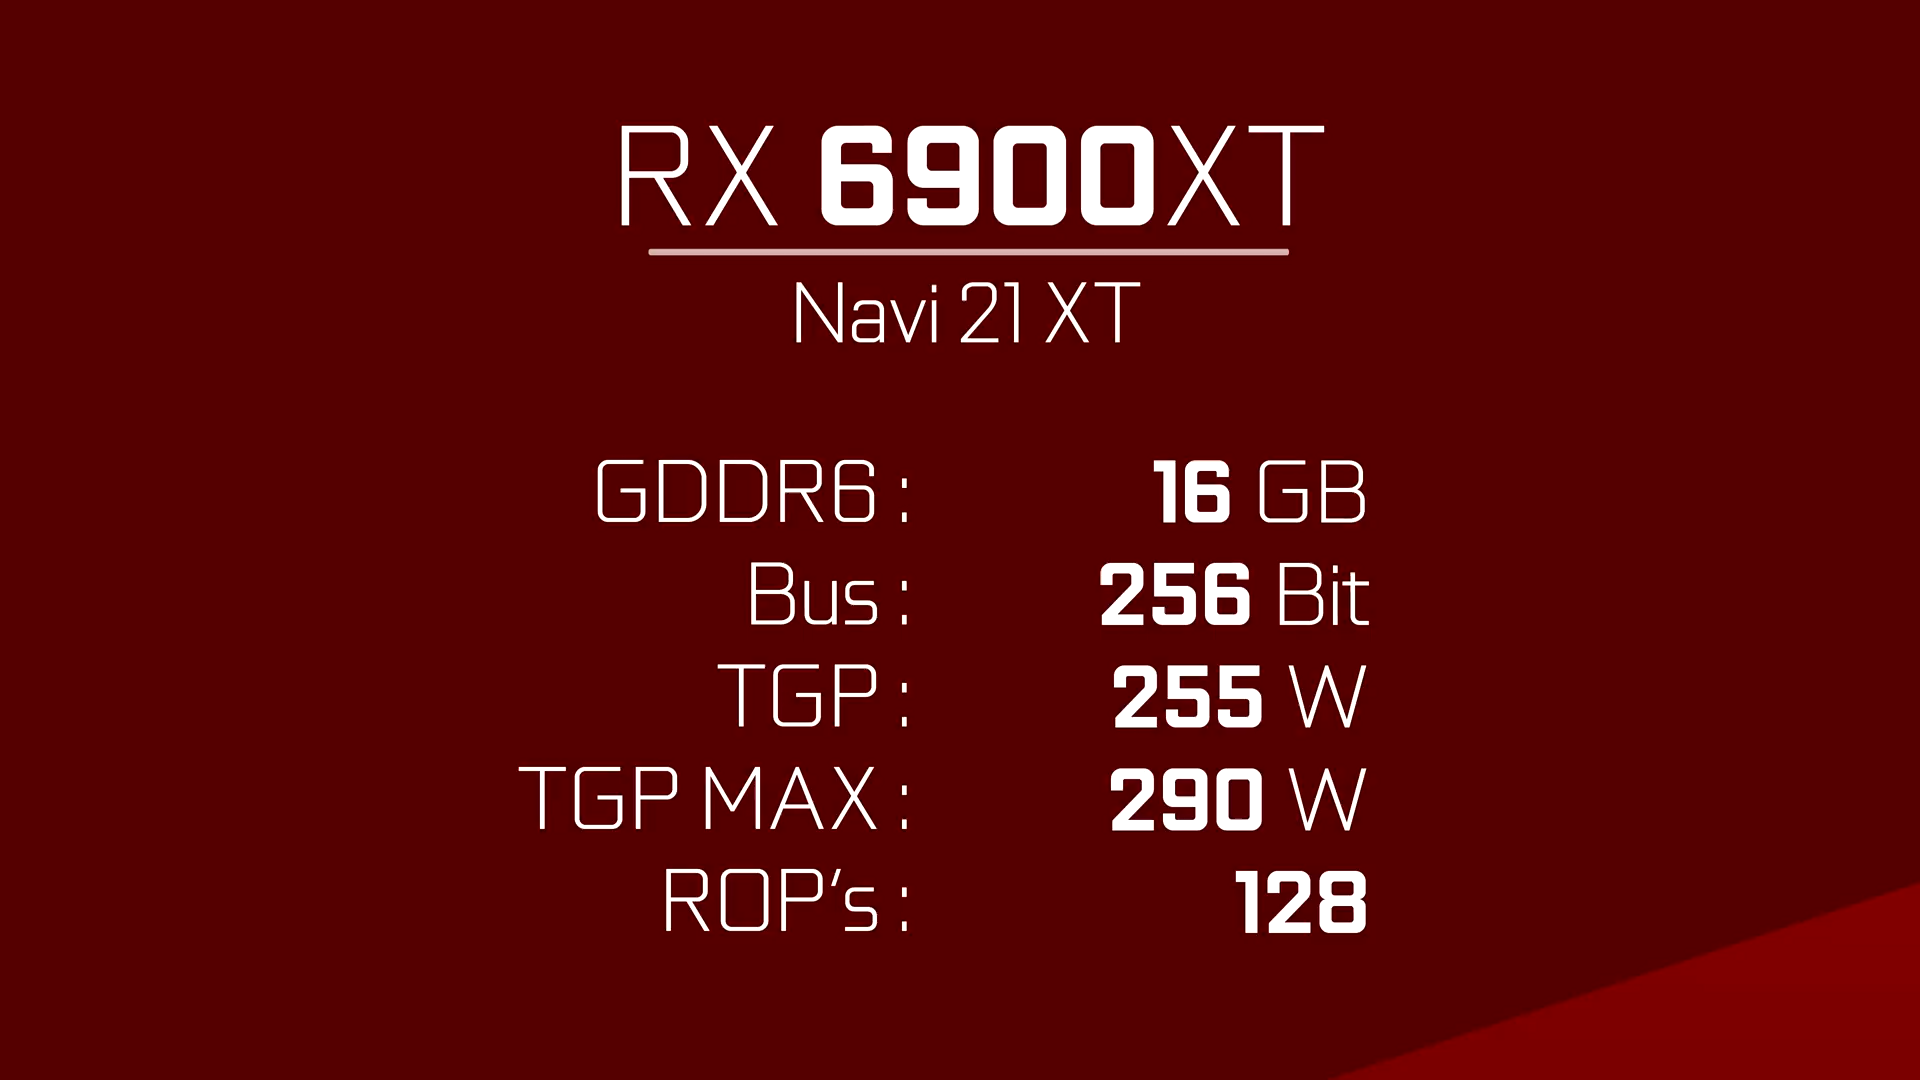 RX 6900XT
Navi 21 XT
GDDR6 : 16 GB
Bus : 256 Bit
TGP : 255 W
TGP MAX : 290 W
ROP's : 128